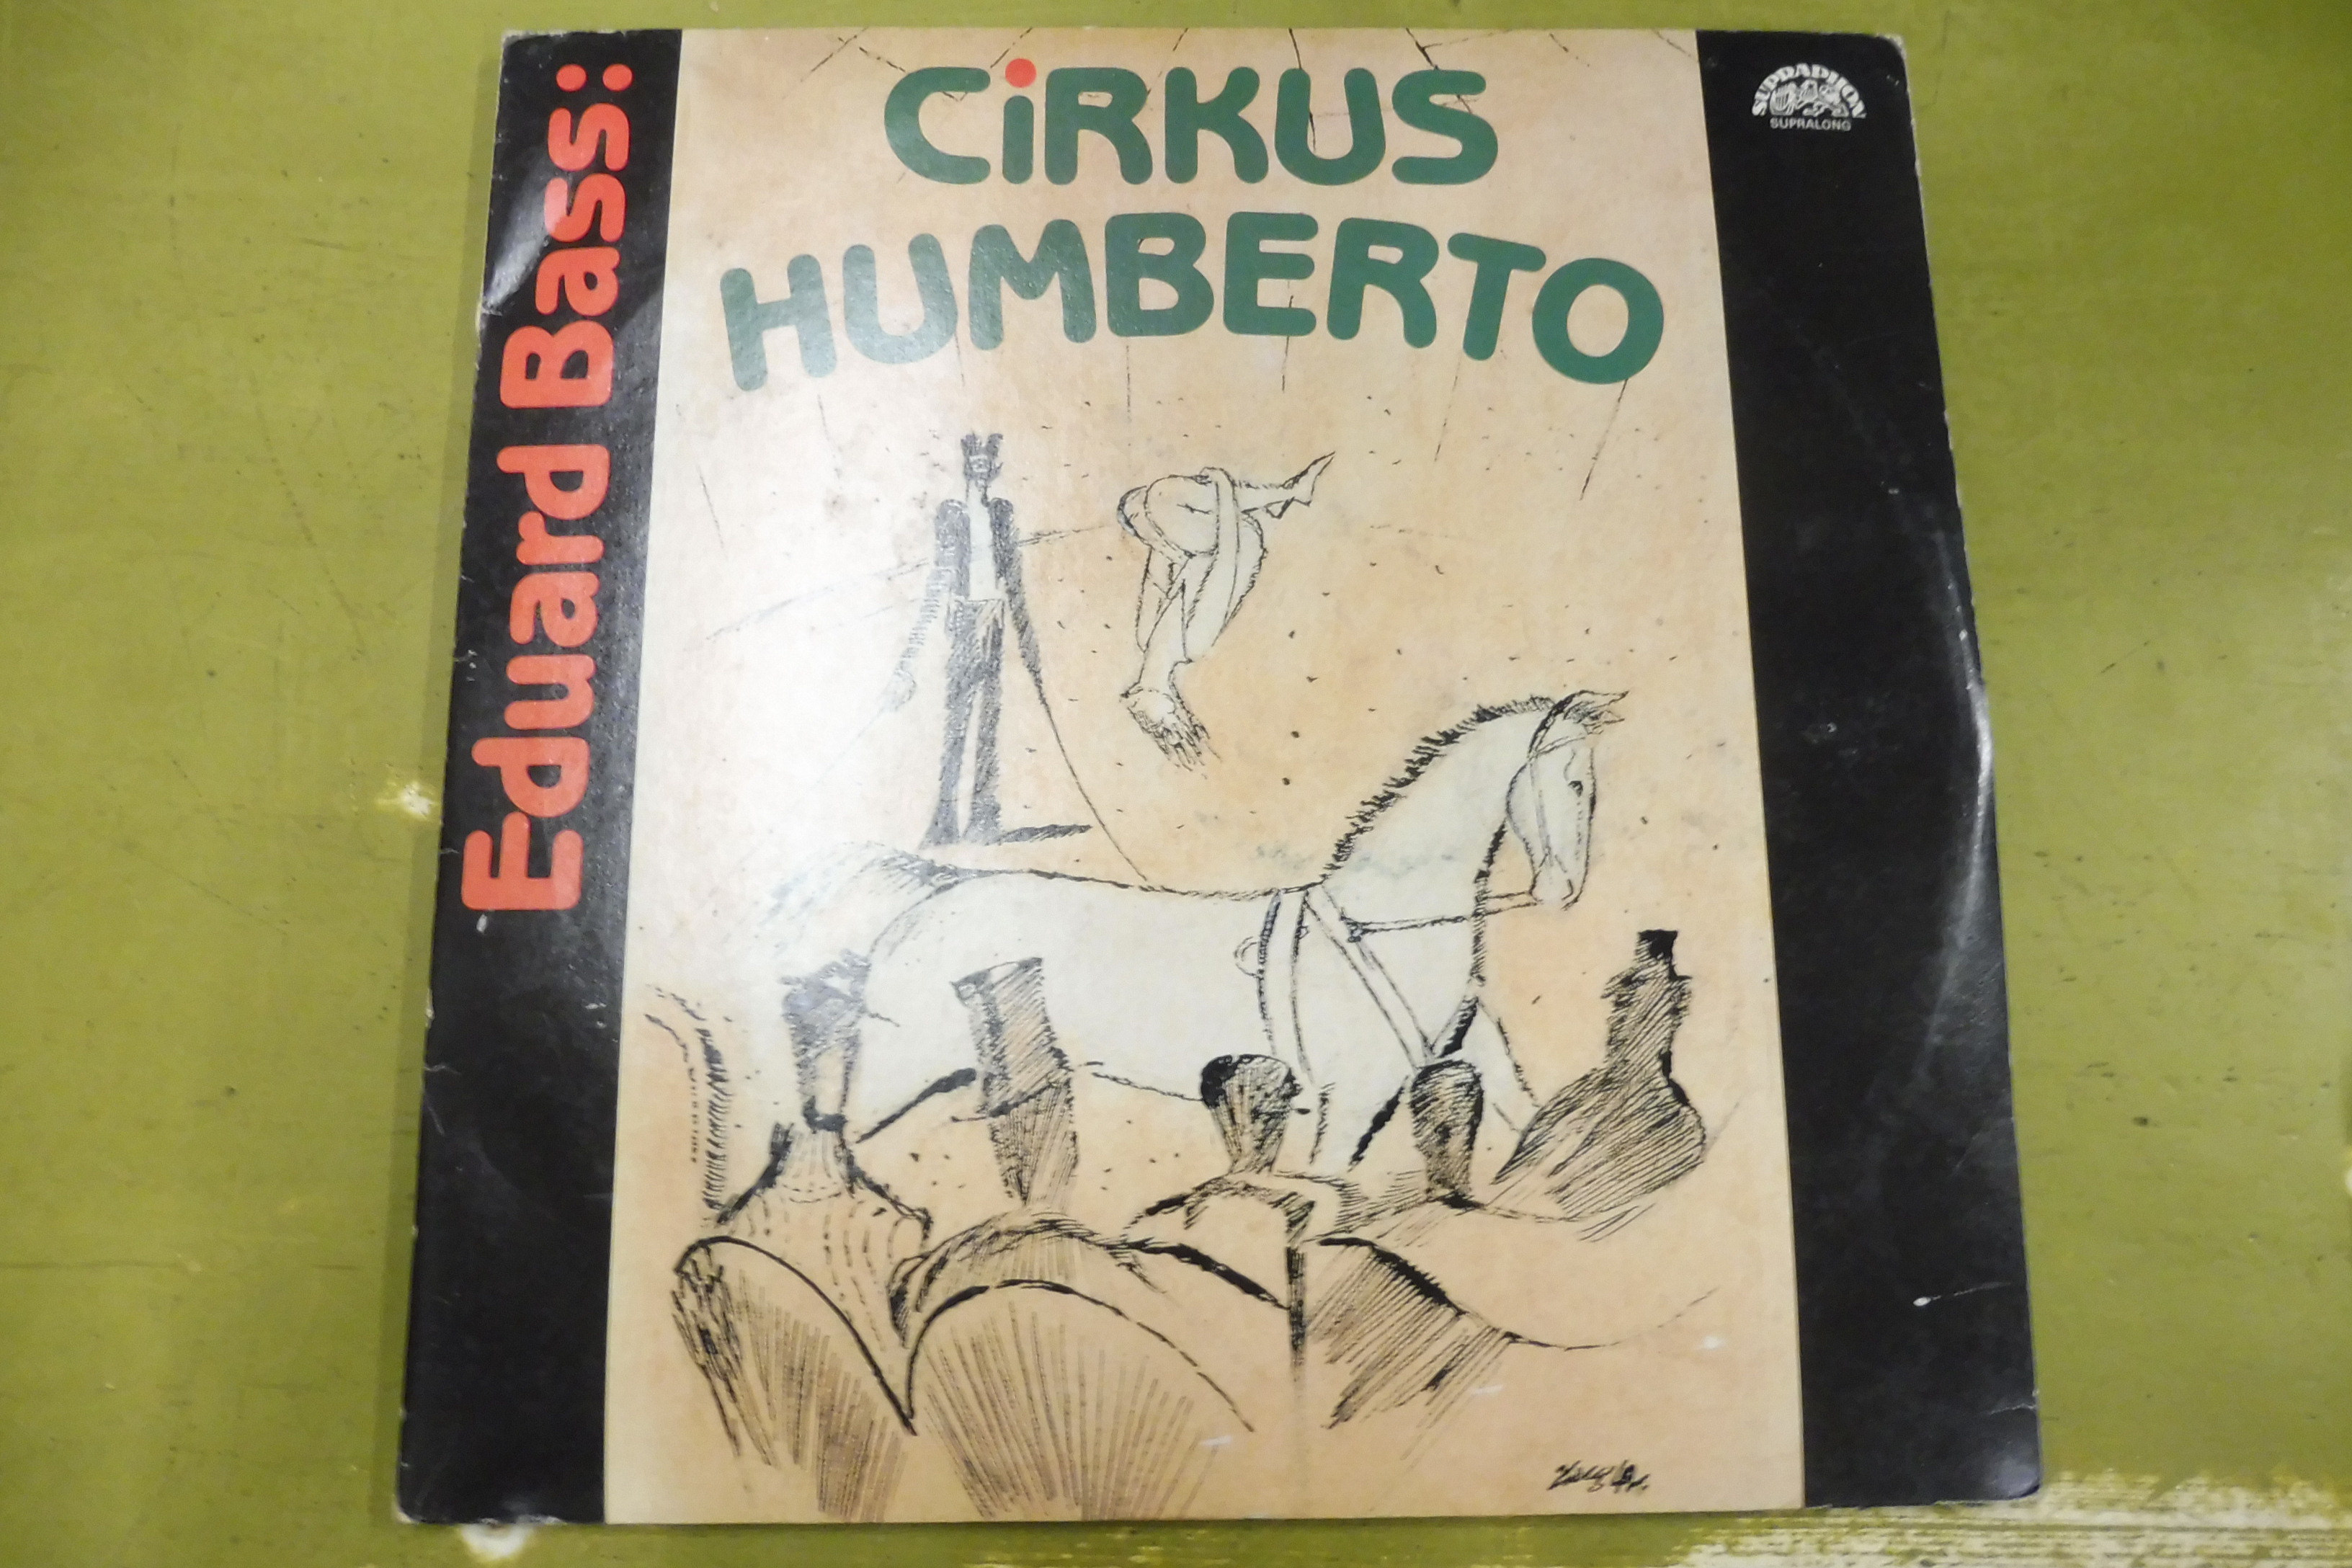 Eduard Bass:
CiRKUS
HUMBERTO
SUPRAPHON
SUPRALONG